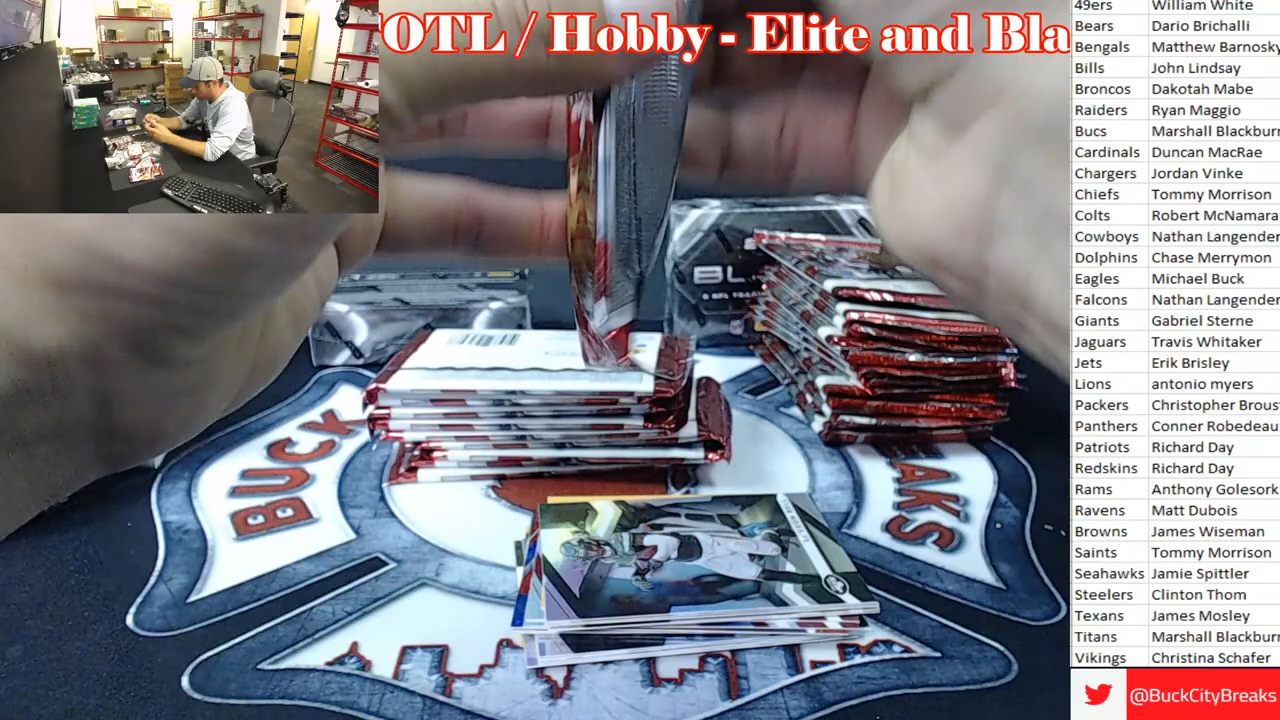 OTL / Hobby - Elite and Bla
49ers William White
Bears Dario Brichalli
Bengals Matthew Barnosky
Bills John Lindsay
Broncos Dakotah Mabe
Raiders Ryan Maggio
Bucs Marshall Blackburn
Cardinals Duncan MacRae
Chargers Jordan Vinke
Chiefs Tommy Morrison
Colts Robert McNamara
Cowboys Nathan Langender
Dolphins Chase Merrymon
Eagles Michael Buck
Falcons Nathan Langender
Giants Gabriel Sterne
Jaguars Travis Whitaker
Jets Erik Brisley
Lions antonio myers
Packers Christopher Brous
Panthers Conner Robedeau
Patriots Richard Day
Redskins Richard Day
Rams Anthony Golesork
Ravens Matt Dubois
Browns James Wiseman
Saints Tommy Morrison
Seahawks Jamie Spittler
Steelers Clinton Thom
Texans James Mosley
Titans Marshall Blackburn
Vikings Christina Schafer
@BuckCityBreaks
BL
BUCK
AKS